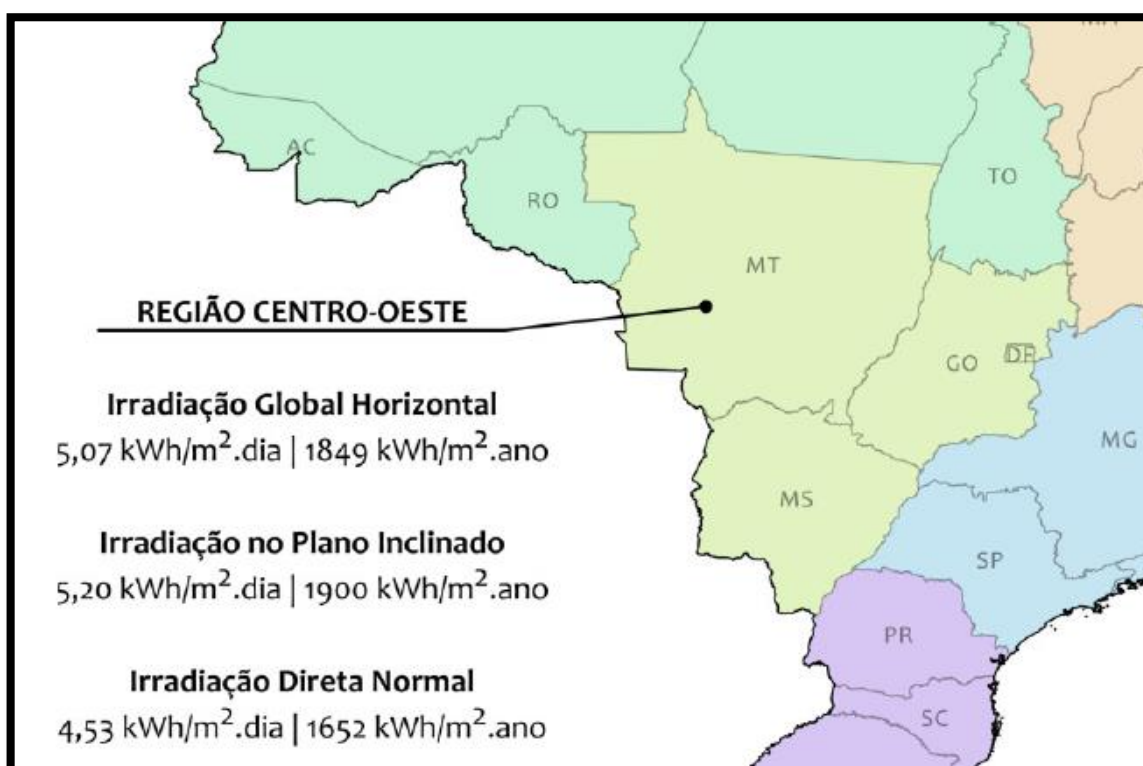 MA
AC
RO
TO
MT
REGIÃO CENTRO-OESTE
GO
DF
Irradiação Global Horizontal
5,07 kWh/m².dia | 1849 kWh/m².ano
MG
MS
Irradiação no Plano Inclinado
5,20 kWh/m².dia | 1900 kWh/m².ano
SP
PR
Irradiação Direta Normal
4,53 kWh/m².dia | 1652 kWh/m².ano
SC